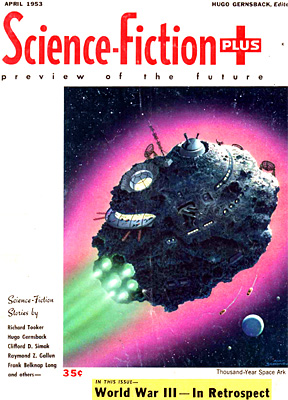 APRIL 1953
HUGO GERNSBACK, Edito
Science-Fiction PLUS
preview of the future
Science-Fiction
Stories by
Richard Tooker
Hugo Gernsback
Clifford D. Simak
Raymond Z. Gallun
Frank Belknap Long
and others—
35¢
Thousand-Year Space Ark
IN THIS ISSUE—
World War III—In Retrospect